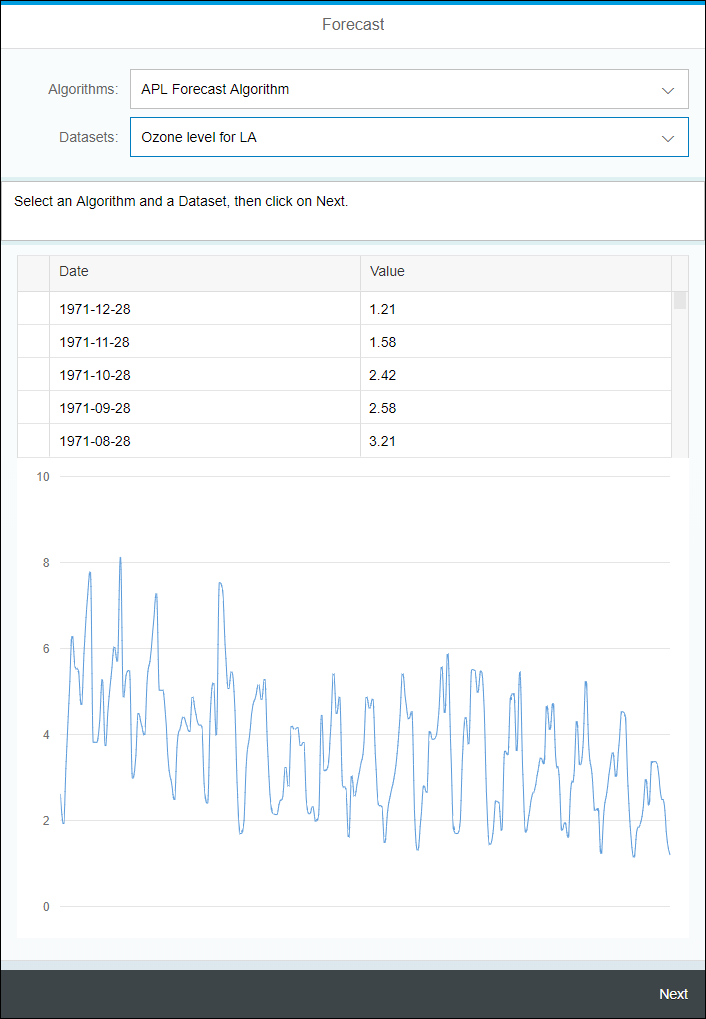 Forecast
Algorithms: APL Forecast Algorithm
Datasets: Ozone level for LA
Select an Algorithm and a Dataset, then click on Next.
Date Value
1971-12-28 1.21
1971-11-28 1.58
1971-10-28 2.42
1971-09-28 2.58
1971-08-28 3.21
10
8
6
4
2
0
Next